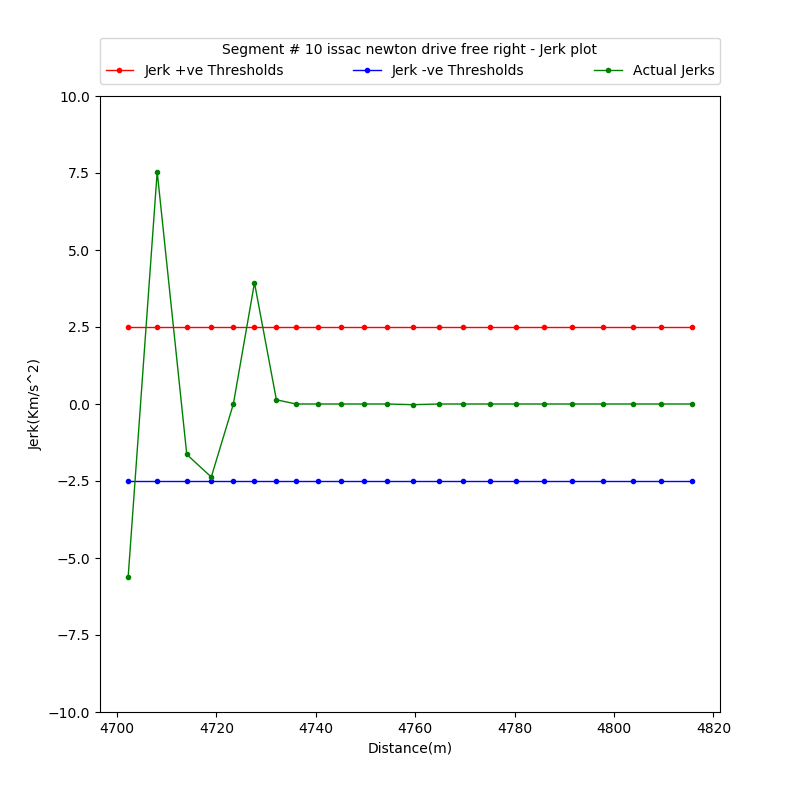 Segment # 10 issac newton drive free right - Jerk plot
Jerk +ve Thresholds Jerk -ve Thresholds Actual Jerks
10.0
7.5
5.0
2.5
0.0
−2.5
−5.0
−7.5
−10.0
Jerk(Km/s^2)
4700 4720 4740 4760 4780 4800 4820
Distance(m)